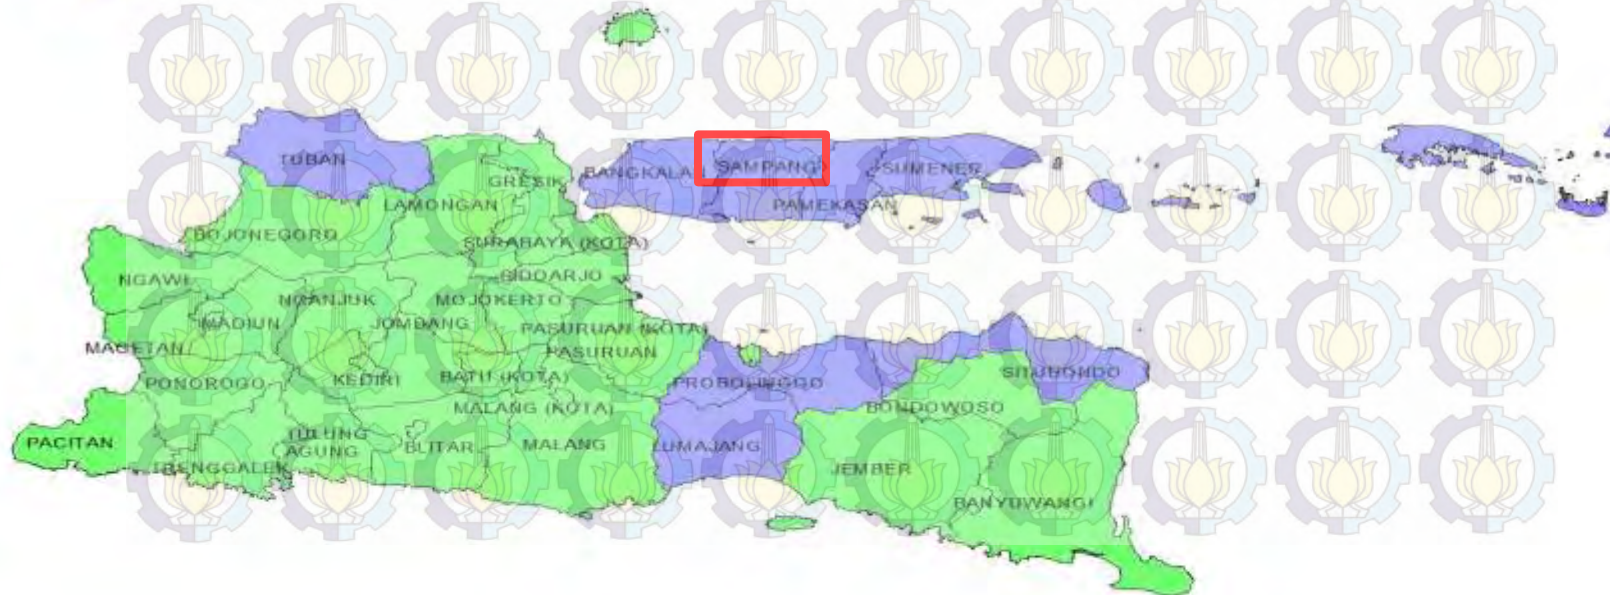 TUBAN
BANGKALAN
SAMPANG
SUMENEP
GRESIK
LAMONGAN
PAMEKASAN
BOJONEGORO
SURABAYA (KOTA)
NGAWI
SIDOARJO
NGANJUK
MOJOKERTO
MADIUN
JOMBANG
PASURUAN (KOTA)
MAGETAN
PASURUAN
PONOROGO
KEDIRI
BATU (KOTA)
PROBOLINGGO
SITUBONDO
MALANG (KOTA)
BONDOWOSO
PACITAN
TULUNG
AGUNG
BLITAR
MALANG
LUMAJANG
TRENGGALEK
JEMBER
BANYUWANGI